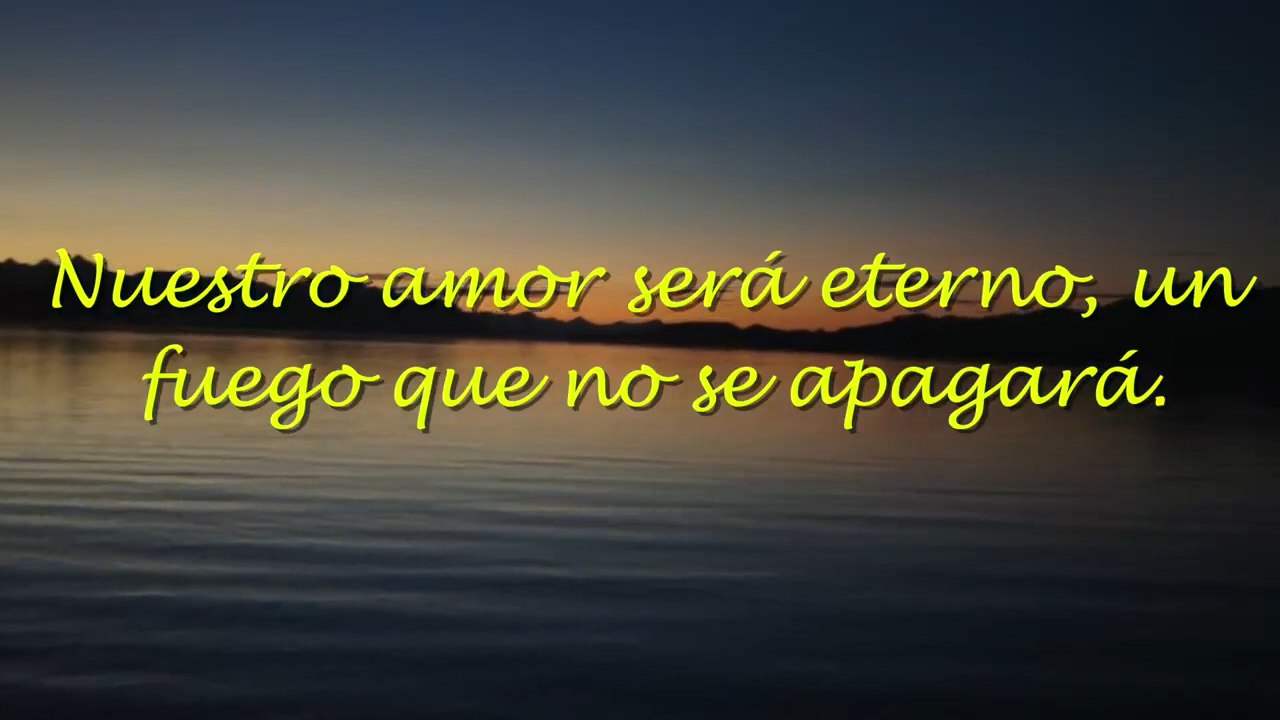 Nuestro amor será eterno, un
fuego que no se apagará.